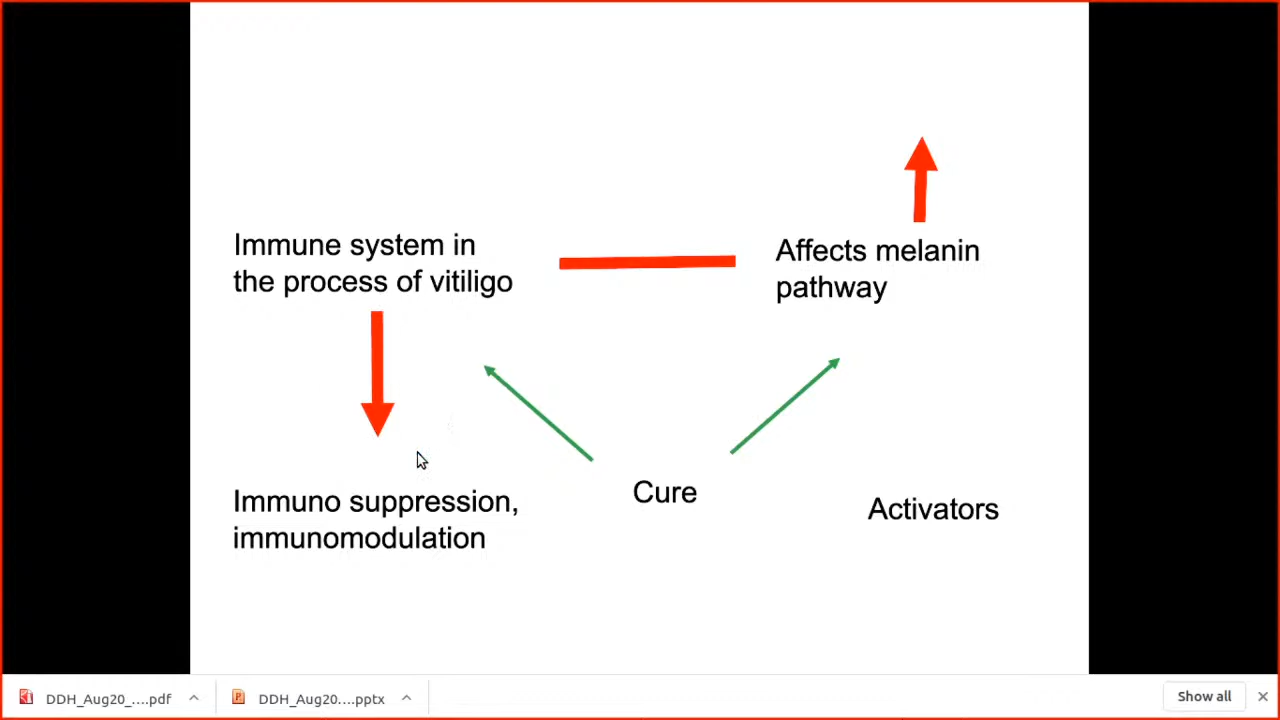 Immune system in
the process of vitiligo
Affects melanin
pathway
Immuno suppression,
immunomodulation
Cure
Activators
DDH_Aug20_....pdf
DDH_Aug20....pptx
Show all